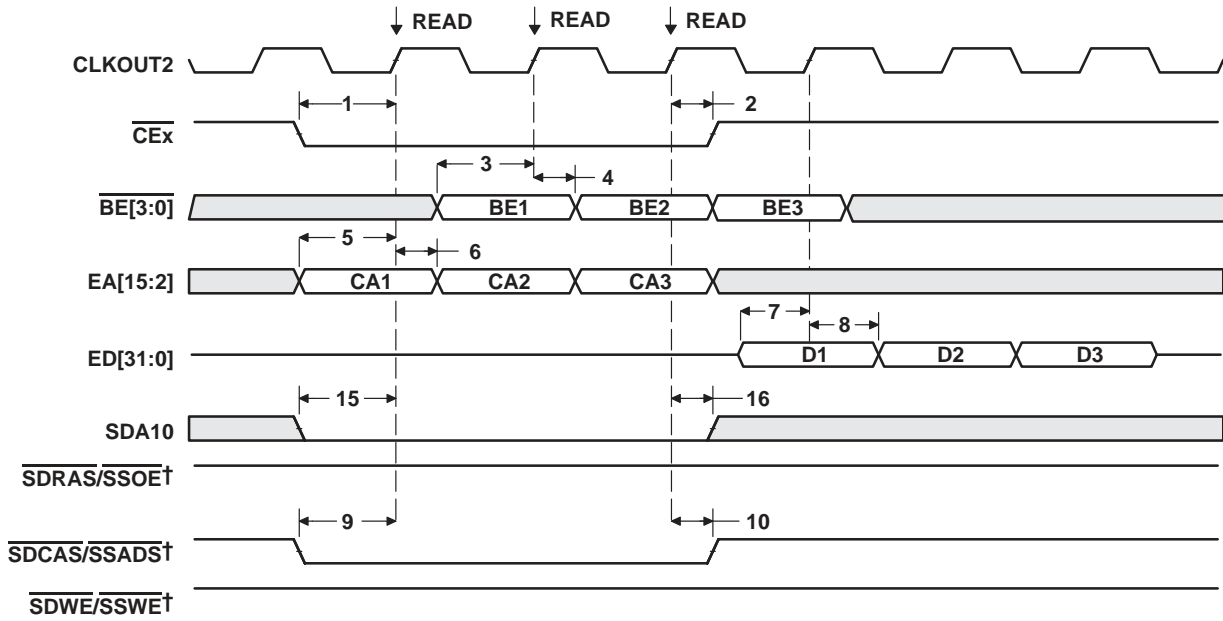 READ READ READ
CLKOUT2
1 2
CEx
3 4
BE[3:0] BE1 BE2 BE3
5 6
EA[15:2] CA1 CA2 CA3
7 8
ED[31:0] D1 D2 D3
15 16
SDA10
SDRAS/SSOE†
9 10
SDCAS/SSADS†
SDWE/SSWE†